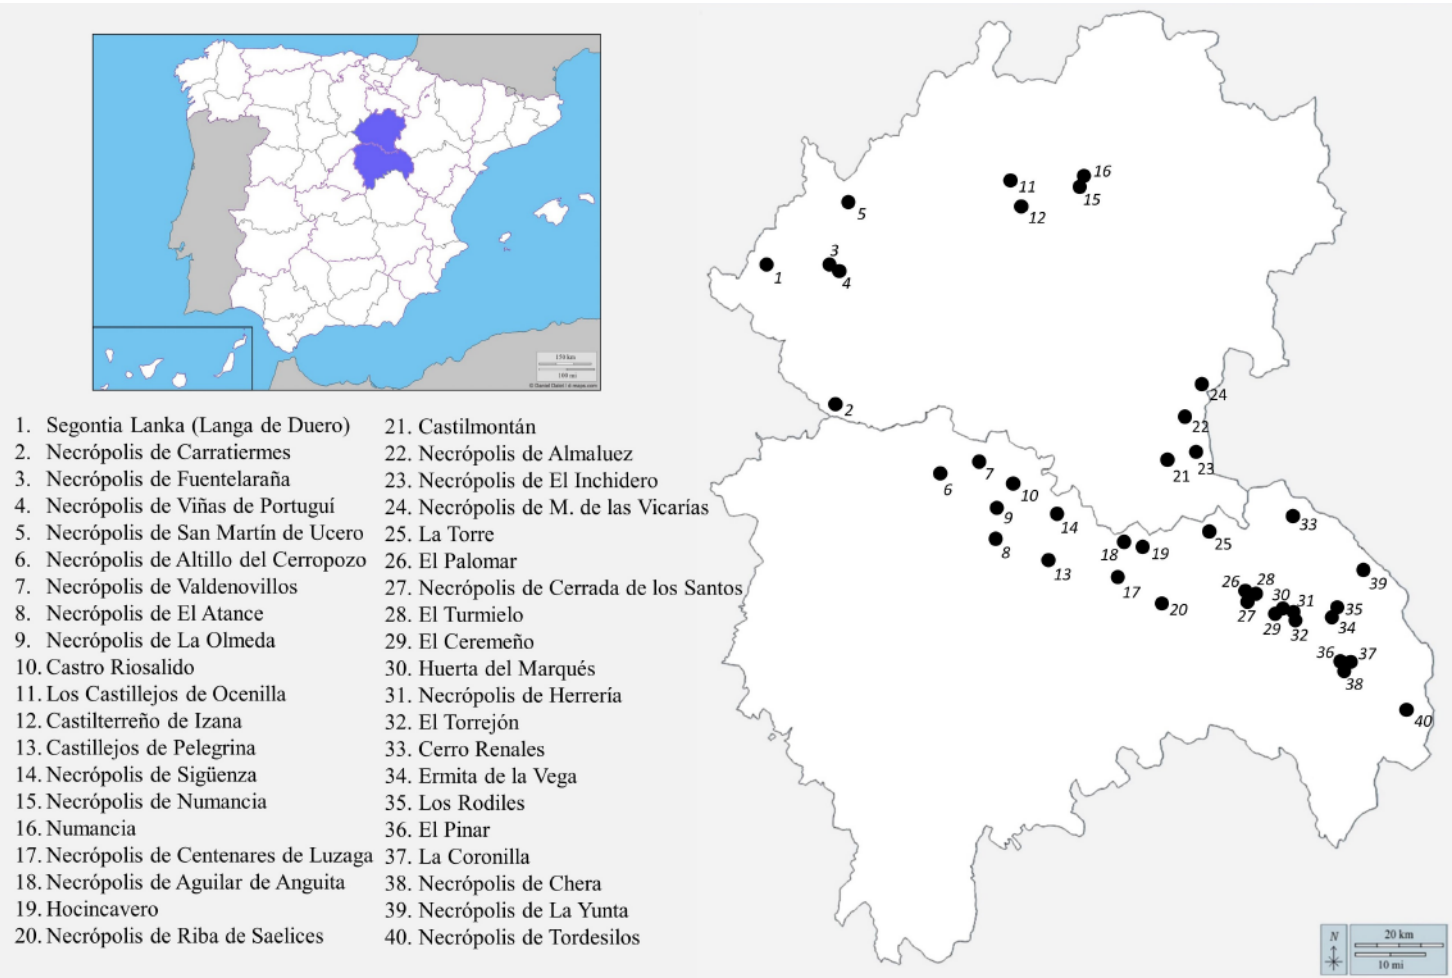 150 km
100 mi
© Daniel Dalet / d-maps.com
1. Segontia Lanka (Langa de Duero)
2. Necrópolis de Carratiermes
3. Necrópolis de Fuentelaraña
4. Necrópolis de Viñas de Portuguí
5. Necrópolis de San Martín de Ucero
6. Necrópolis de Altillo del Cerropozo
7. Necrópolis de Valdenovillos
8. Necrópolis de El Atance
9. Necrópolis de La Olmeda
10. Castro Riosalido
11. Los Castillejos de Ocenilla
12. Castilterreño de Izana
13. Castillejos de Pelegrina
14. Necrópolis de Sigüenza
15. Necrópolis de Numancia
16. Numancia
17. Necrópolis de Centenares de Luzaga
18. Necrópolis de Aguilar de Anguita
19. Hocincavero
20. Necrópolis de Riba de Saelices
21. Castilmontán
22. Necrópolis de Almaluez
23. Necrópolis de El Inchidero
24. Necrópolis de M. de las Vicarías
25. La Torre
26. El Palomar
27. Necrópolis de Cerrada de los Santos
28. El Turmielo
29. El Ceremeño
30. Huerta del Marqués
31. Necrópolis de Herrería
32. El Torrejón
33. Cerro Renales
34. Ermita de la Vega
35. Los Rodiles
36. El Pinar
37. La Coronilla
38. Necrópolis de Chera
39. Necrópolis de La Yunta
40. Necrópolis de Tordesilos
16
11
15
5
12
3
1
4
24
2
22
21
23
7
6
10
9
14
33
25
8
18
19
13
39
17
26
28
30
31
35
20
27
29
32
34
36
37
38
40
N
20 km
10 mi